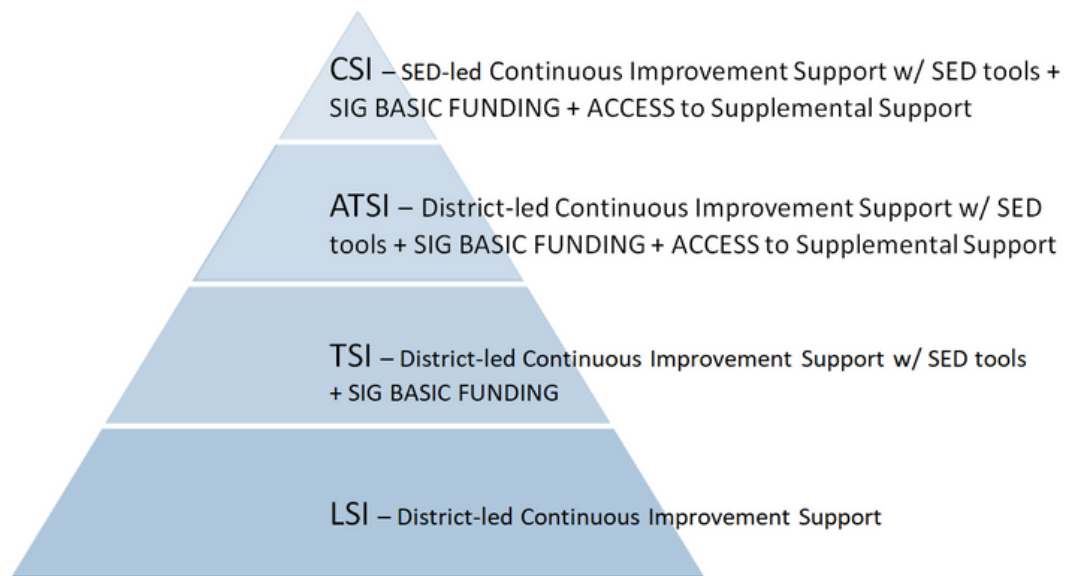 CSI – SED-led Continuous Improvement Support w/ SED tools +
SIG BASIC FUNDING + ACCESS to Supplemental Support
ATSI – District-led Continuous Improvement Support w/ SED
tools + SIG BASIC FUNDING + ACCESS to Supplemental Support
TSI – District-led Continuous Improvement Support w/ SED tools
+ SIG BASIC FUNDING
LSI – District-led Continuous Improvement Support